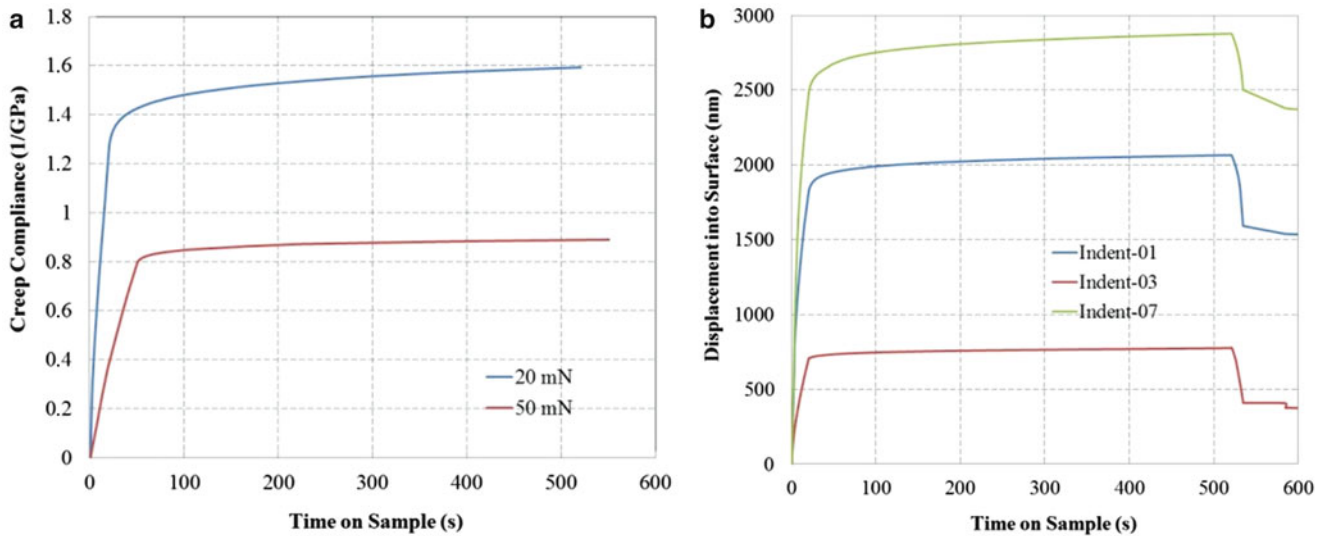 a
1.8
1.6
1.4
1.2
1
0.8
0.6
0.4
0.2
0
Creep Compliance (1/GPa)
20 mN
50 mN
0 100 200 300 400 500 600
Time on Sample (s)
b
3000
2500
2000
1500
1000
500
0
Displacement into Surface (nm)
Indent-01
Indent-03
Indent-07
0 100 200 300 400 500 600
Time on Sample (s)